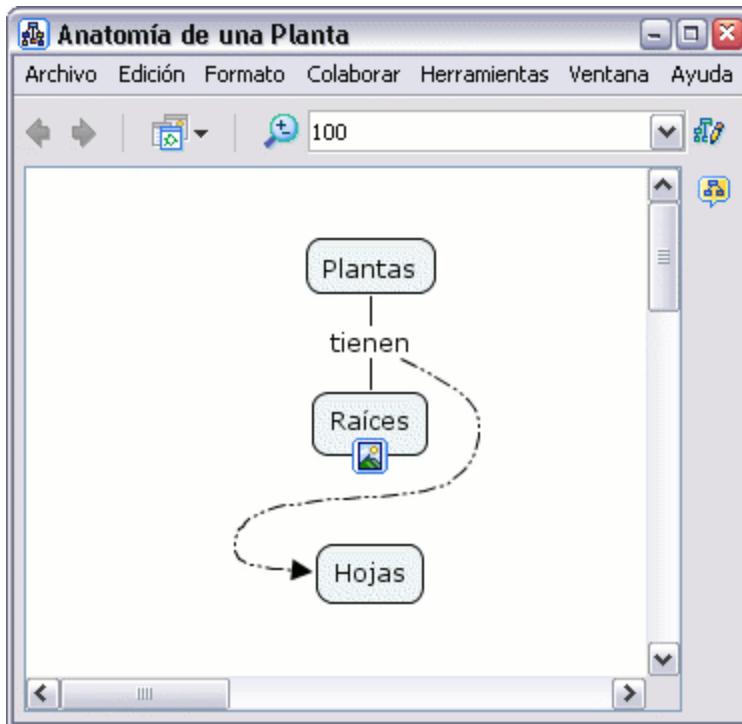 Anatomía de una Planta
Archivo Edición Formato Colaborar Herramientas Ventana Ayuda
100
Plantas
tienen
Raíces
Hojas